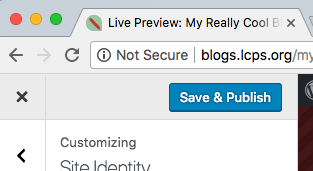 Live Preview: My Really Cool B
Not Secure | blogs.lcps.org/my
Save & Publish
Customizing
Site Identity